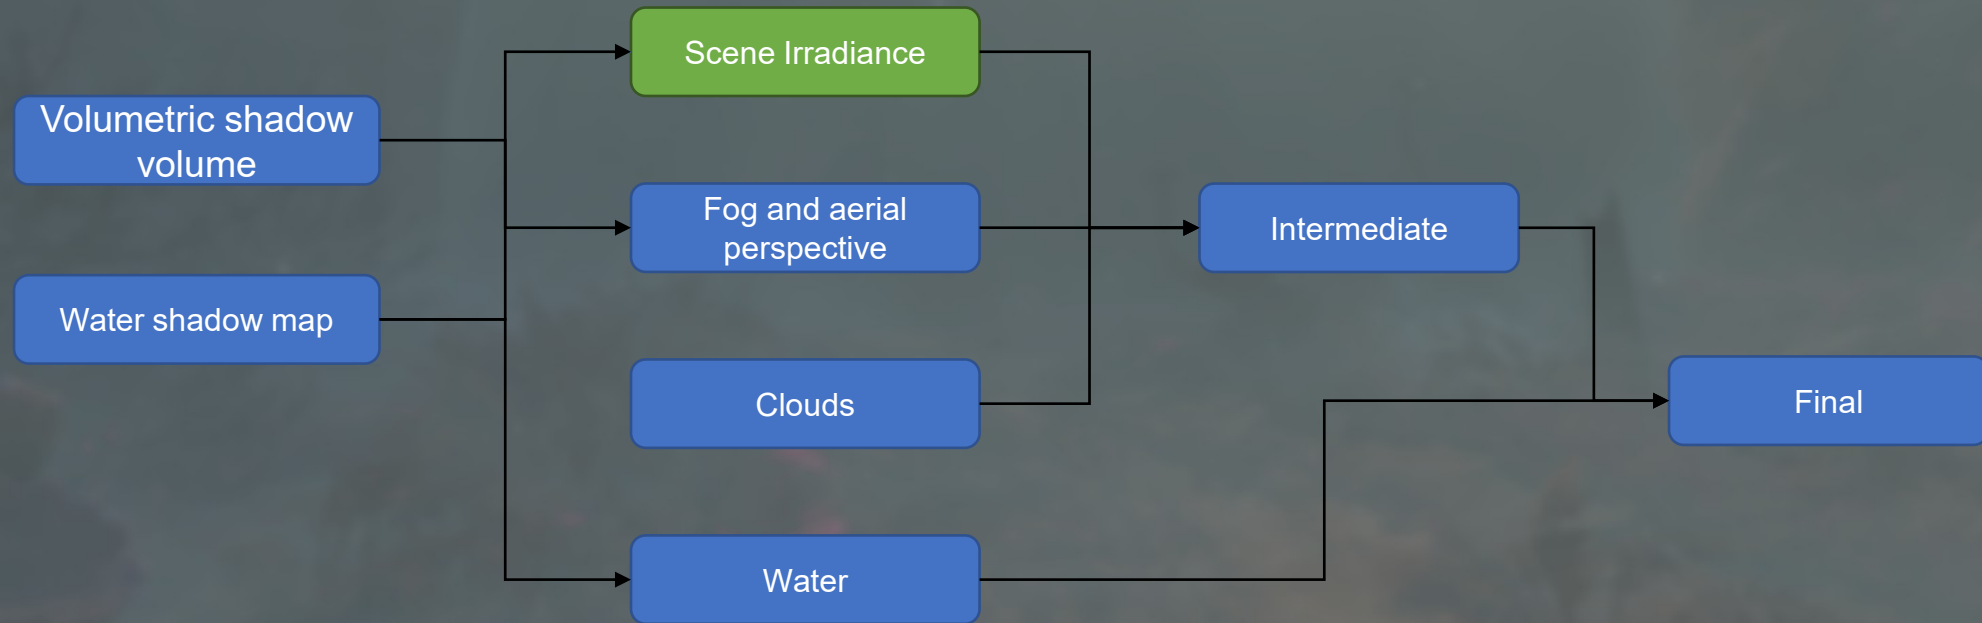 Scene Irradiance
Volumetric shadow
volume
Fog and aerial
perspective
Intermediate
Water shadow map
Clouds
Final
Water